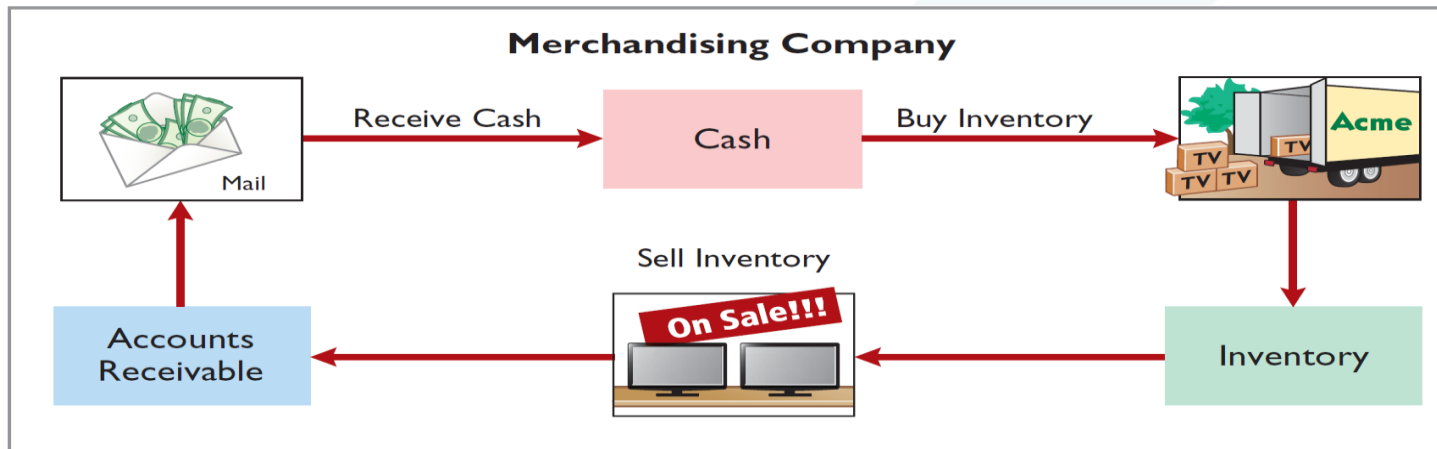 Merchandising Company
Mail
Receive Cash
Cash
Buy Inventory
Acme
TV
TV
TV TV
Sell Inventory
On Sale!!!
Accounts
Receivable
Inventory